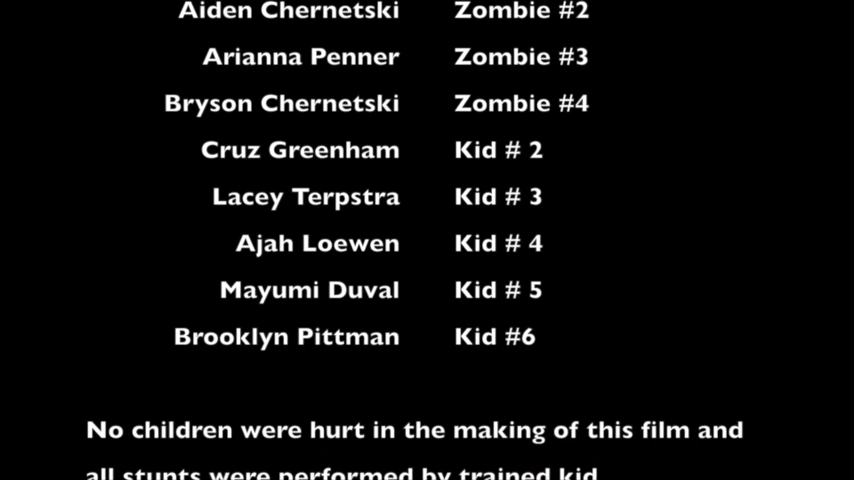 Aiden Chernetski Zombie #2
Arianna Penner Zombie #3
Bryson Chernetski Zombie #4
Cruz Greenham Kid # 2
Lacey Terpstra Kid # 3
Ajah Loewen Kid # 4
Mayumi Duval Kid # 5
Brooklyn Pittman Kid #6
No children were hurt in the making of this film and
all stunts were performed by trained kid